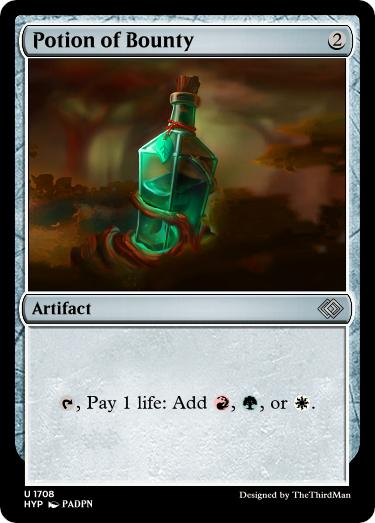 Potion of Bounty 2
Artifact
, Pay 1 life: Add , , or .
U 1708
HYP PADPN
Designed by TheThirdMan